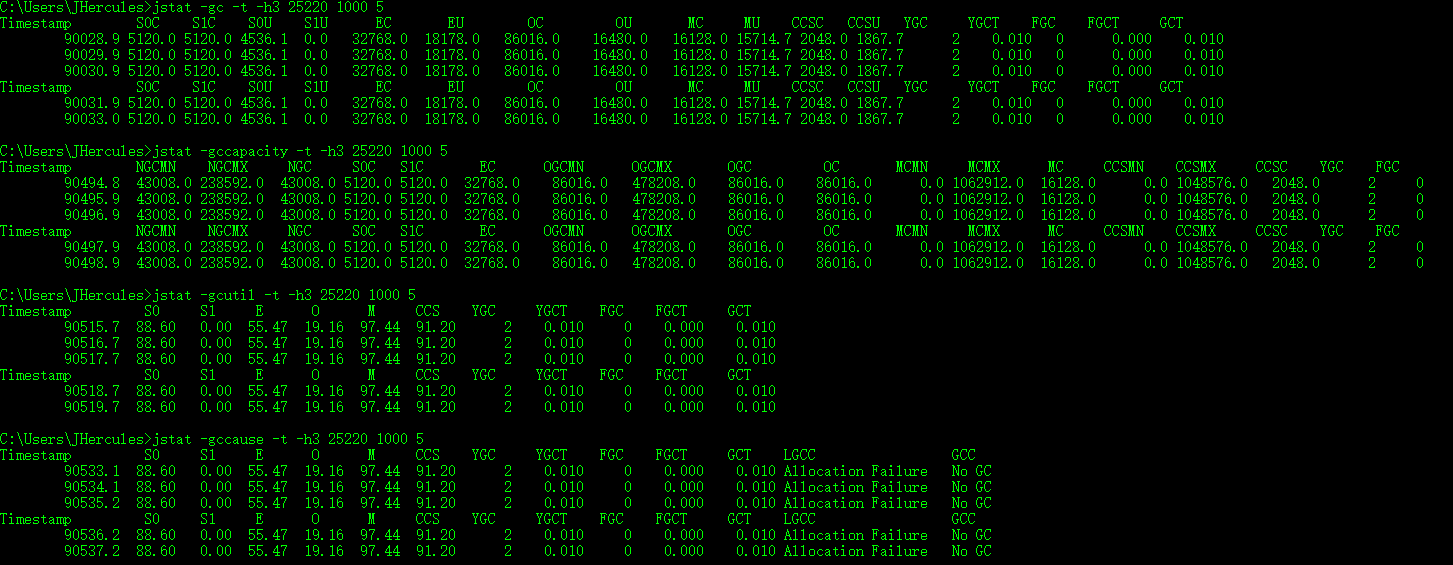 C:\Users\JHercules>jstat -gc -t -h3 25220 1000 5
Timestamp S0C S1C S0U S1U EC EU OC OU MC MU CCSC CCSU YGC YGCT FGC FGCT GCT
90028.9 5120.0 5120.0 4536.1 0.0 32768.0 18178.0 86016.0 16480.0 16128.0 15714.7 2048.0 1867.7 2 0.010 0 0.000 0.010
90029.9 5120.0 5120.0 4536.1 0.0 32768.0 18178.0 86016.0 16480.0 16128.0 15714.7 2048.0 1867.7 2 0.010 0 0.000 0.010
90030.9 5120.0 5120.0 4536.1 0.0 32768.0 18178.0 86016.0 16480.0 16128.0 15714.7 2048.0 1867.7 2 0.010 0 0.000 0.010
Timestamp S0C S1C S0U S1U EC EU OC OU MC MU CCSC CCSU YGC YGCT FGC FGCT GCT
90031.9 5120.0 5120.0 4536.1 0.0 32768.0 18178.0 86016.0 16480.0 16128.0 15714.7 2048.0 1867.7 2 0.010 0 0.000 0.010
90033.0 5120.0 5120.0 4536.1 0.0 32768.0 18178.0 86016.0 16480.0 16128.0 15714.7 2048.0 1867.7 2 0.010 0 0.000 0.010
C:\Users\JHercules>jstat -gccapacity -t -h3 25220 1000 5
Timestamp NGCMN NGCMX NGC S0C S1C EC OGCMN OGCMX OGC OC MCMN MCMX MC CCSMN CCSMX CCSC YGC FGC
90494.8 43008.0 238592.0 43008.0 5120.0 5120.0 32768.0 86016.0 478208.0 86016.0 86016.0 0.0 1062912.0 16128.0 0.0 1048576.0 2048.0 2 0
90495.9 43008.0 238592.0 43008.0 5120.0 5120.0 32768.0 86016.0 478208.0 86016.0 86016.0 0.0 1062912.0 16128.0 0.0 1048576.0 2048.0 2 0
90496.9 43008.0 238592.0 43008.0 5120.0 5120.0 32768.0 86016.0 478208.0 86016.0 86016.0 0.0 1062912.0 16128.0 0.0 1048576.0 2048.0 2 0
Timestamp NGCMN NGCMX NGC S0C S1C EC OGCMN OGCMX OGC OC MCMN MCMX MC CCSMN CCSMX CCSC YGC FGC
90497.9 43008.0 238592.0 43008.0 5120.0 5120.0 32768.0 86016.0 478208.0 86016.0 86016.0 0.0 1062912.0 16128.0 0.0 1048576.0 2048.0 2 0
90498.9 43008.0 238592.0 43008.0 5120.0 5120.0 32768.0 86016.0 478208.0 86016.0 86016.0 0.0 1062912.0 16128.0 0.0 1048576.0 2048.0 2 0
C:\Users\JHercules>jstat -gcutil -t -h3 25220 1000 5
Timestamp S0 S1 E O M CCS YGC YGCT FGC FGCT GCT
90515.7 88.60 0.00 55.47 19.16 97.44 91.20 2 0.010 0 0.000 0.010
90516.7 88.60 0.00 55.47 19.16 97.44 91.20 2 0.010 0 0.000 0.010
90517.7 88.60 0.00 55.47 19.16 97.44 91.20 2 0.010 0 0.000 0.010
Timestamp S0 S1 E O M CCS YGC YGCT FGC FGCT GCT
90518.7 88.60 0.00 55.47 19.16 97.44 91.20 2 0.010 0 0.000 0.010
90519.7 88.60 0.00 55.47 19.16 97.44 91.20 2 0.010 0 0.000 0.010
C:\Users\JHercules>jstat -gccause -t -h3 25220 1000 5
Timestamp S0 S1 E O M CCS YGC YGCT FGC FGCT GCT LGCC GCC
90533.1 88.60 0.00 55.47 19.16 97.44 91.20 2 0.010 0 0.000 0.010 Allocation Failure No GC
90534.1 88.60 0.00 55.47 19.16 97.44 91.20 2 0.010 0 0.000 0.010 Allocation Failure No GC
90535.2 88.60 0.00 55.47 19.16 97.44 91.20 2 0.010 0 0.000 0.010 Allocation Failure No GC
Timestamp S0 S1 E O M CCS YGC YGCT FGC FGCT GCT LGCC GCC
90536.2 88.60 0.00 55.47 19.16 97.44 91.20 2 0.010 0 0.000 0.010 Allocation Failure No GC
90537.2 88.60 0.00 55.47 19.16 97.44 91.20 2 0.010 0 0.000 0.010 Allocation Failure No GC